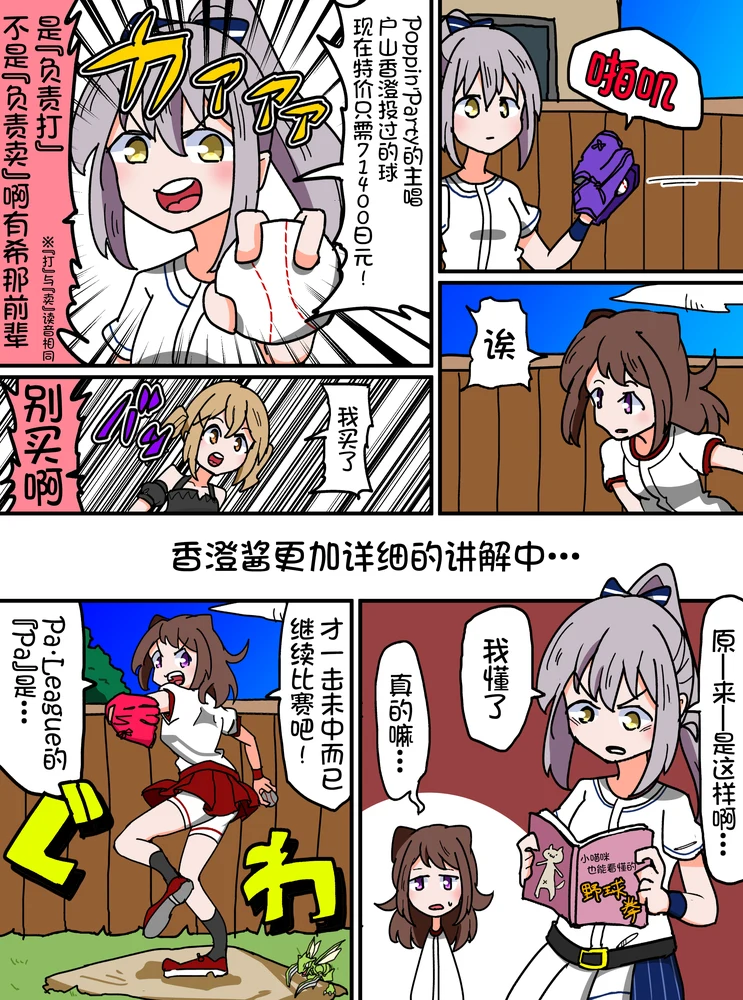 啪叽
诶
Poppin'Party的主唱
户山香澄投过的球
现在特价只需71400日元！
カァァァァ
是『负责打』
不是『负责卖』啊有希那前辈
※『打』与『卖』读音相同
我买了
バッ
别买啊
香澄酱更加详细的讲解中…
原—来—是这样啊…
我懂了
真的嘛…
小喵咪
也能看懂的
野球拳
才一击未中而已
继续比赛吧！
Pa·League的
『Pa』是…
ぐわ